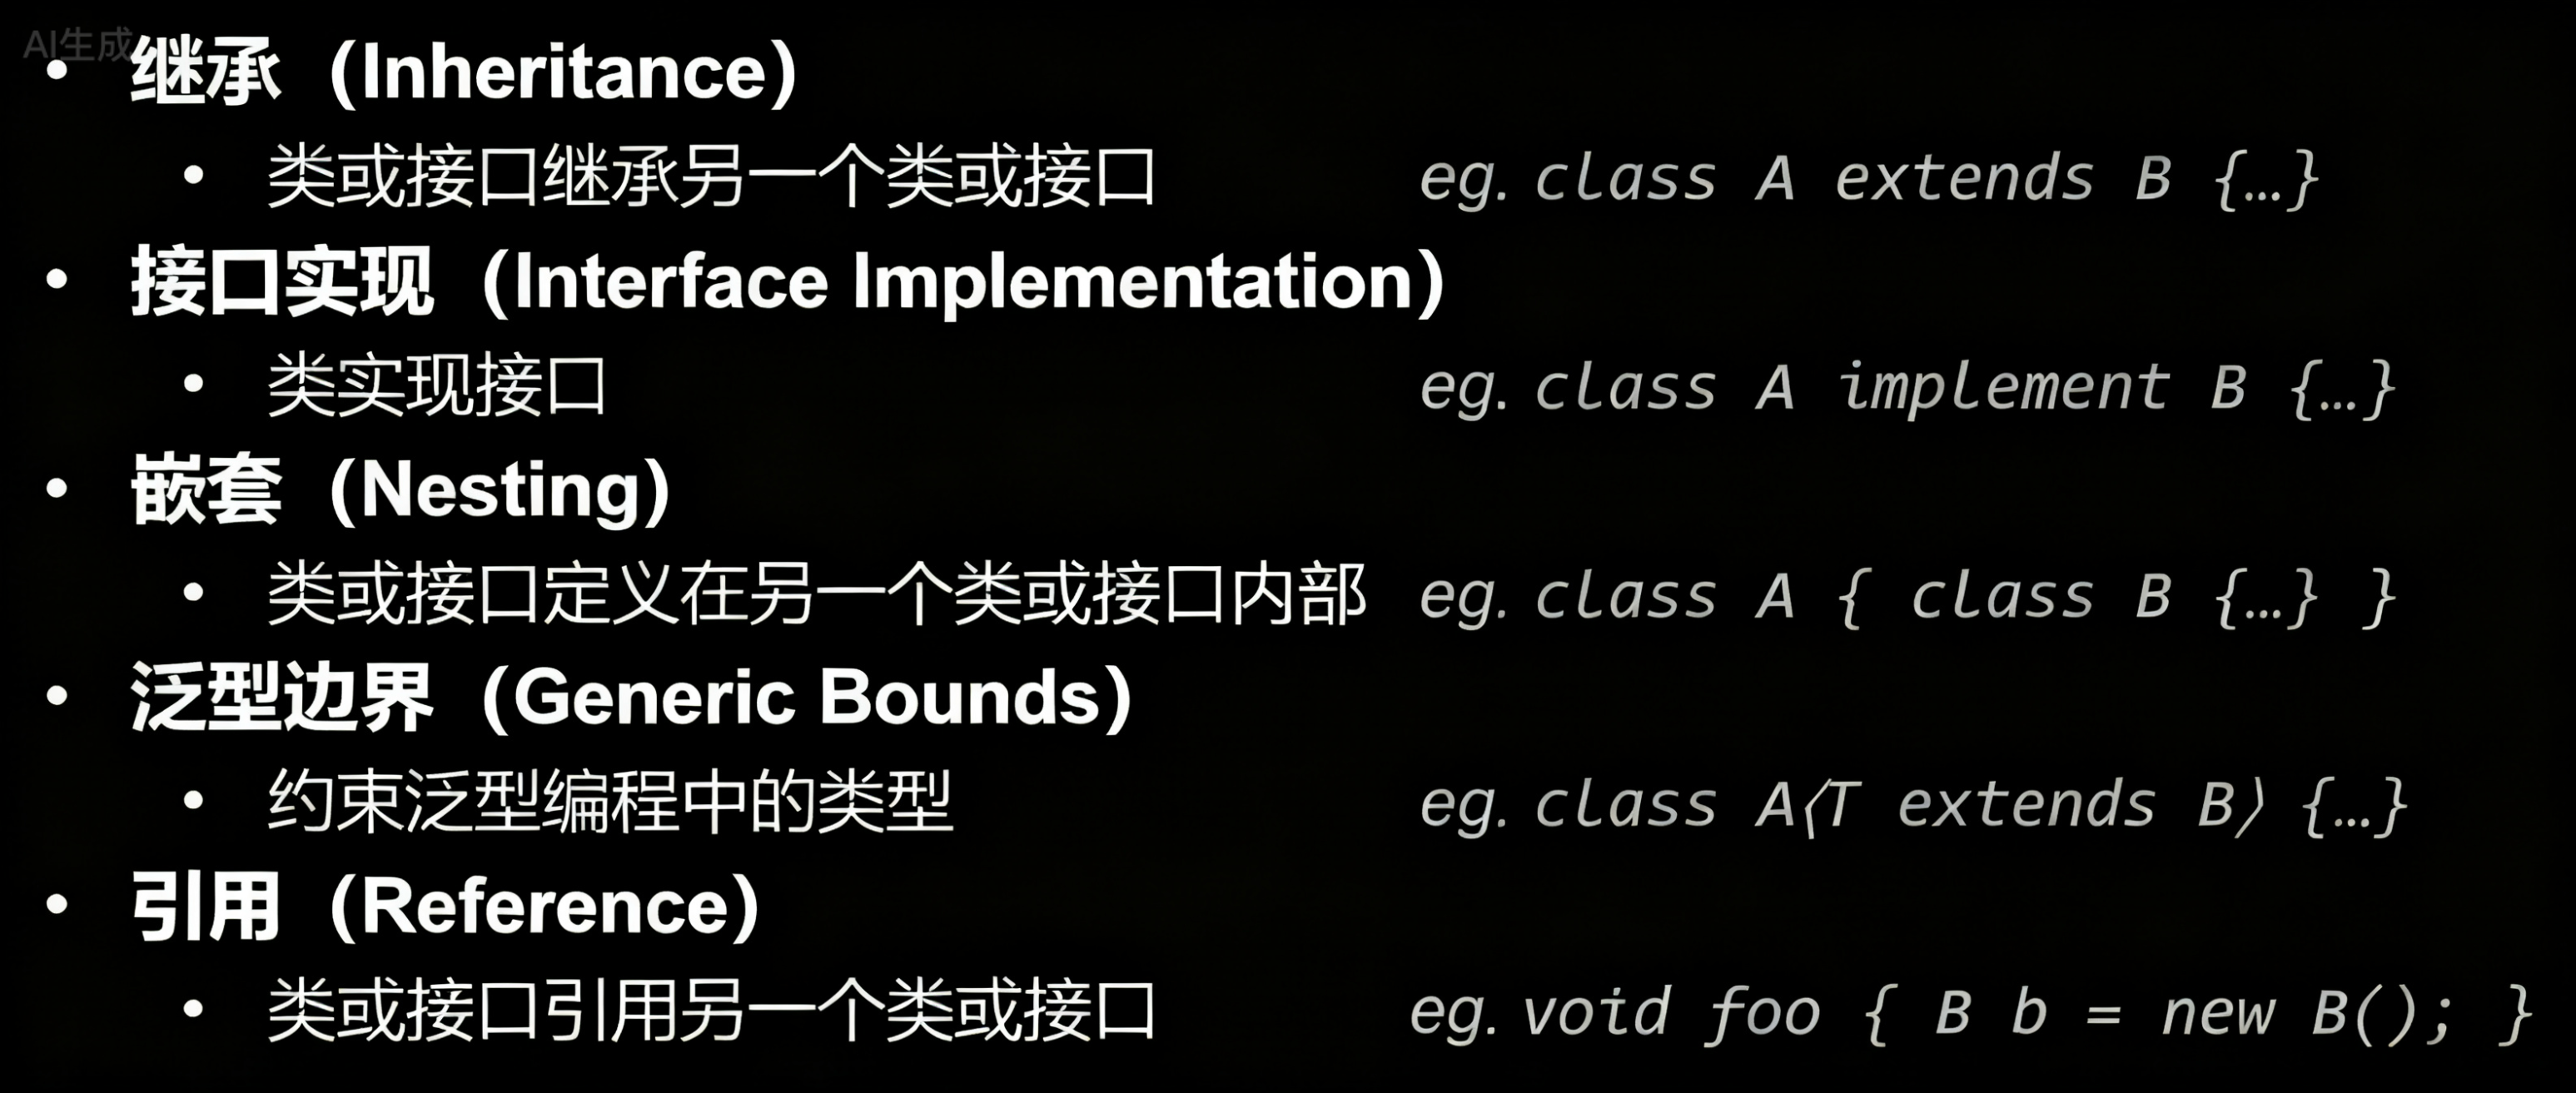 AI生成
• 继承（Inheritance）
• 类或接口继承另一个类或接口 eg. class A extends B {…}
• 接口实现（Interface Implementation）
• 类实现接口 eg. class A implement B {…}
• 嵌套（Nesting）
• 类或接口定义在另一个类或接口内部 eg. class A { class B {…} }
• 泛型边界（Generic Bounds）
• 约束泛型编程中的类型 eg. class A⟨T extends B⟩ {…}
• 引用（Reference）
• 类或接口引用另一个类或接口 eg. void foo { B b = new B(); }